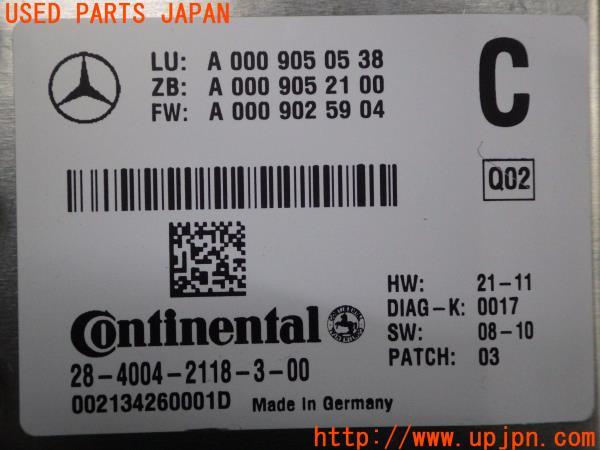 USED PARTS JAPAN
LU: A 000 905 05 38
ZB: A 000 905 21 00
FW: A 000 902 59 04
C
Q02
HW: 21-11
DIAG-K: 0017
SW: 08-10
PATCH: 03
Continental
28-4004-2118-3-00
002134260001D Made in Germany
http://www.upjpn.com